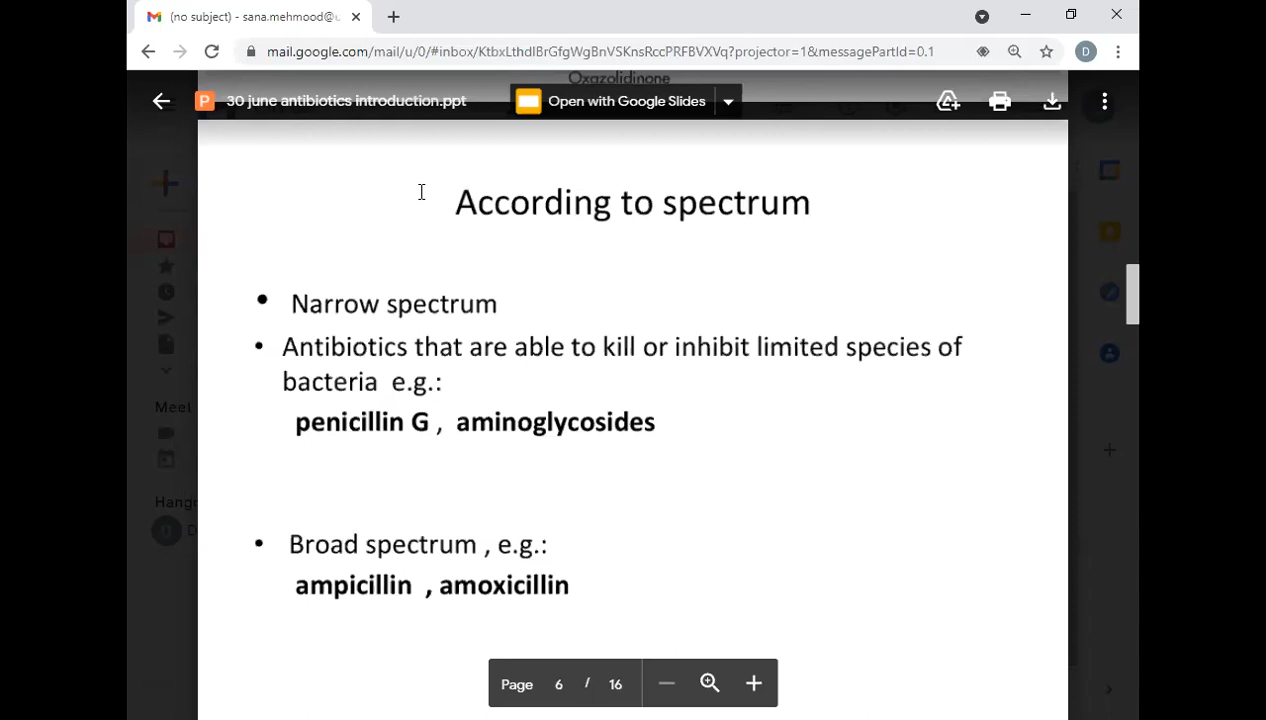 (no subject) - sana.mehmood@u
mail.google.com/mail/u/0/#inbox/KtbxLthdlBrGfgWgBnVSKnsRccPRFBVXVq?projector=1&messagePartId=0.1
D
Oxazolidinone
P
30 june antibiotics introduction.ppt
Open with Google Slides
According to spectrum
• Narrow spectrum
• Antibiotics that are able to kill or inhibit limited species of
bacteria e.g.:
penicillin G , aminoglycosides
Meet
Hang
• Broad spectrum , e.g.:
ampicillin , amoxicillin
Page 6 / 16